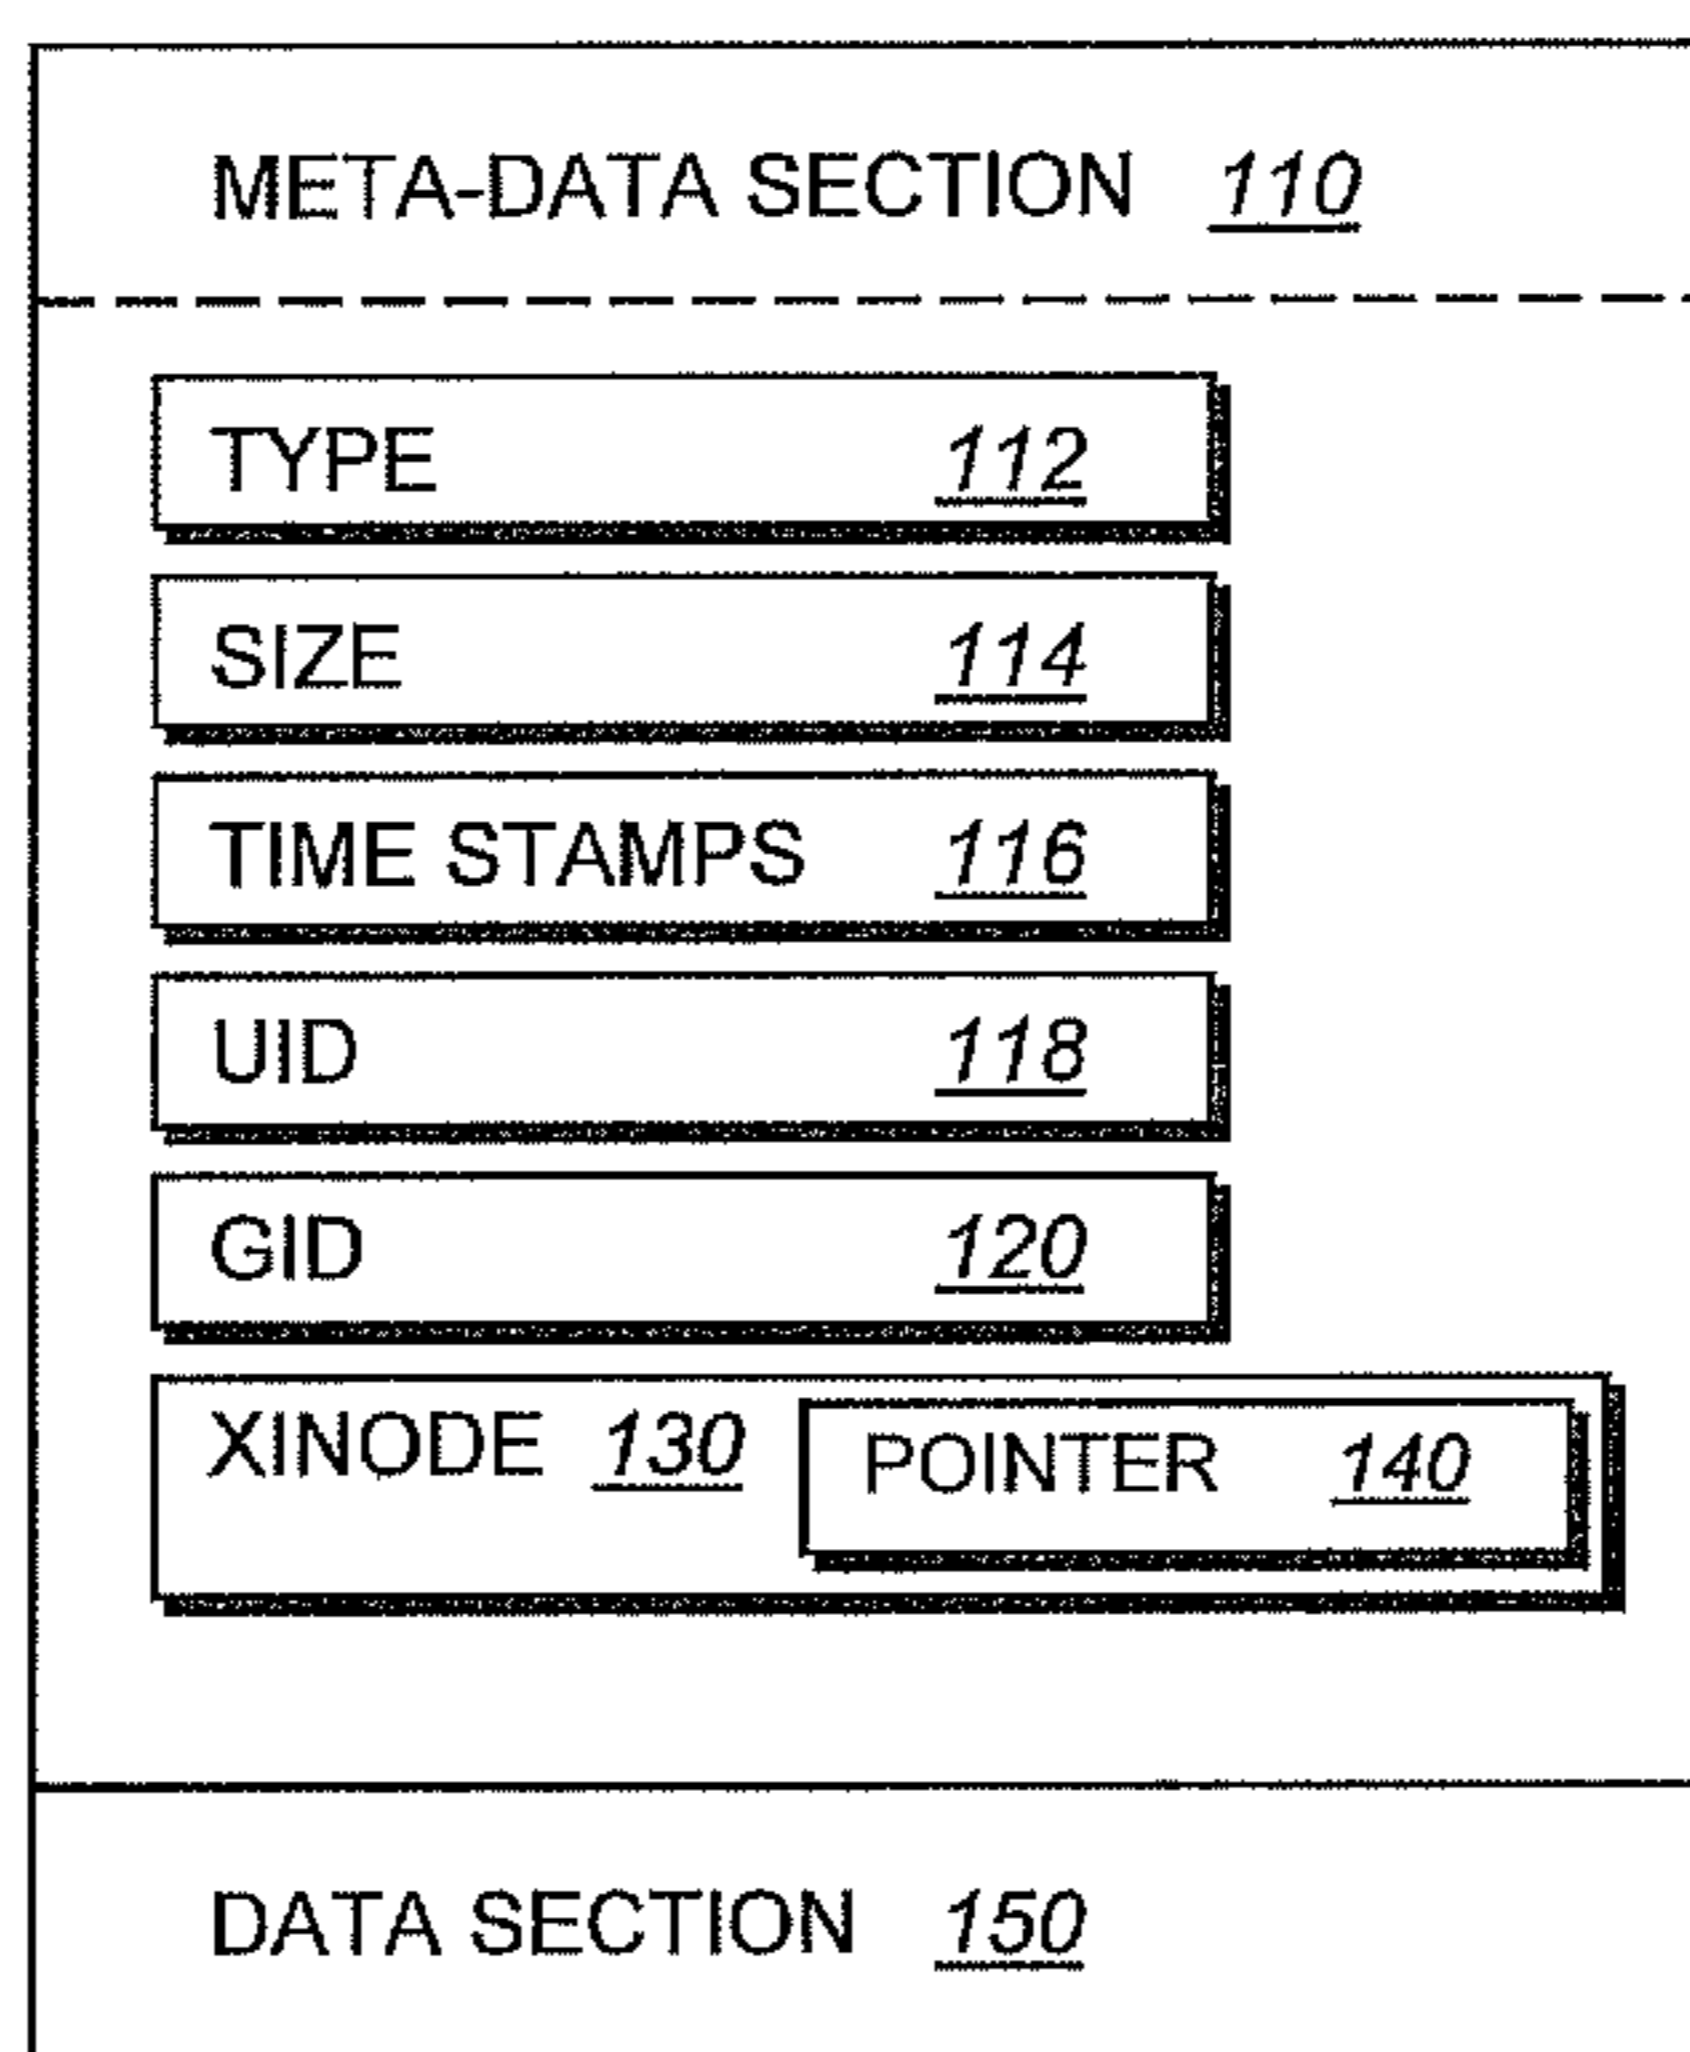 META-DATA SECTION 110
TYPE 112
SIZE 114
TIME STAMPS 116
UID 118
GID 120
XINODE 130 POINTER 140
DATA SECTION 150